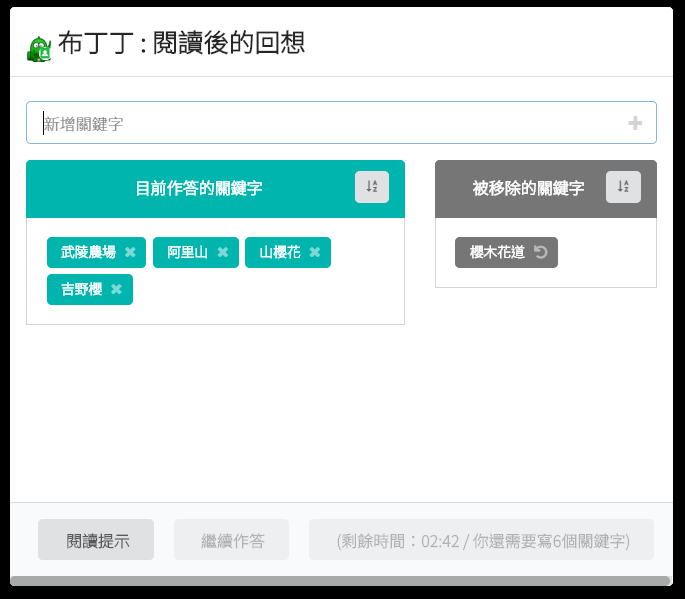 布丁丁 : 閱讀後的回想
新增關鍵字
目前作答的關鍵字
被移除的關鍵字
武陵農場
阿里山
山櫻花
吉野櫻
櫻木花道
閱讀提示
繼續作答
(剩餘時間：02:42 / 你還需要寫6個關鍵字)